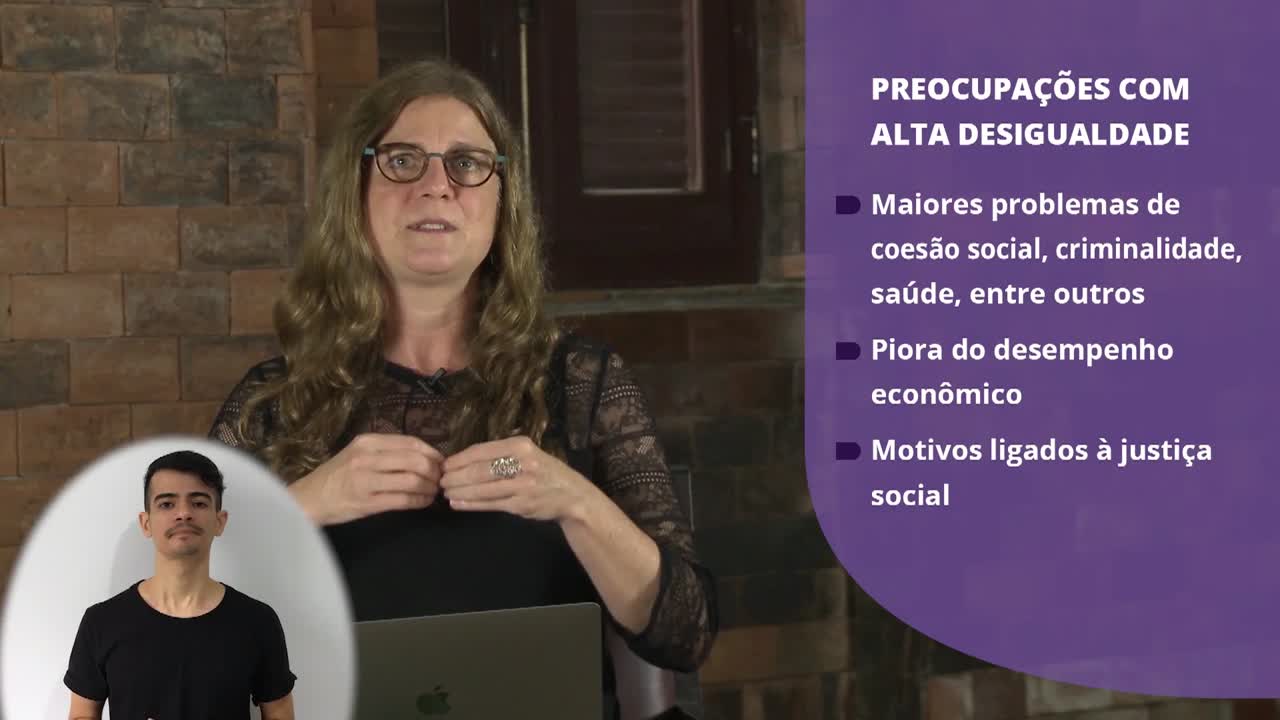 PREOCUPAÇÕES COM
ALTA DESIGUALDADE
Maiores problemas de
coesão social, criminalidade,
saúde, entre outros
Piora do desempenho
econômico
Motivos ligados à justiça
social